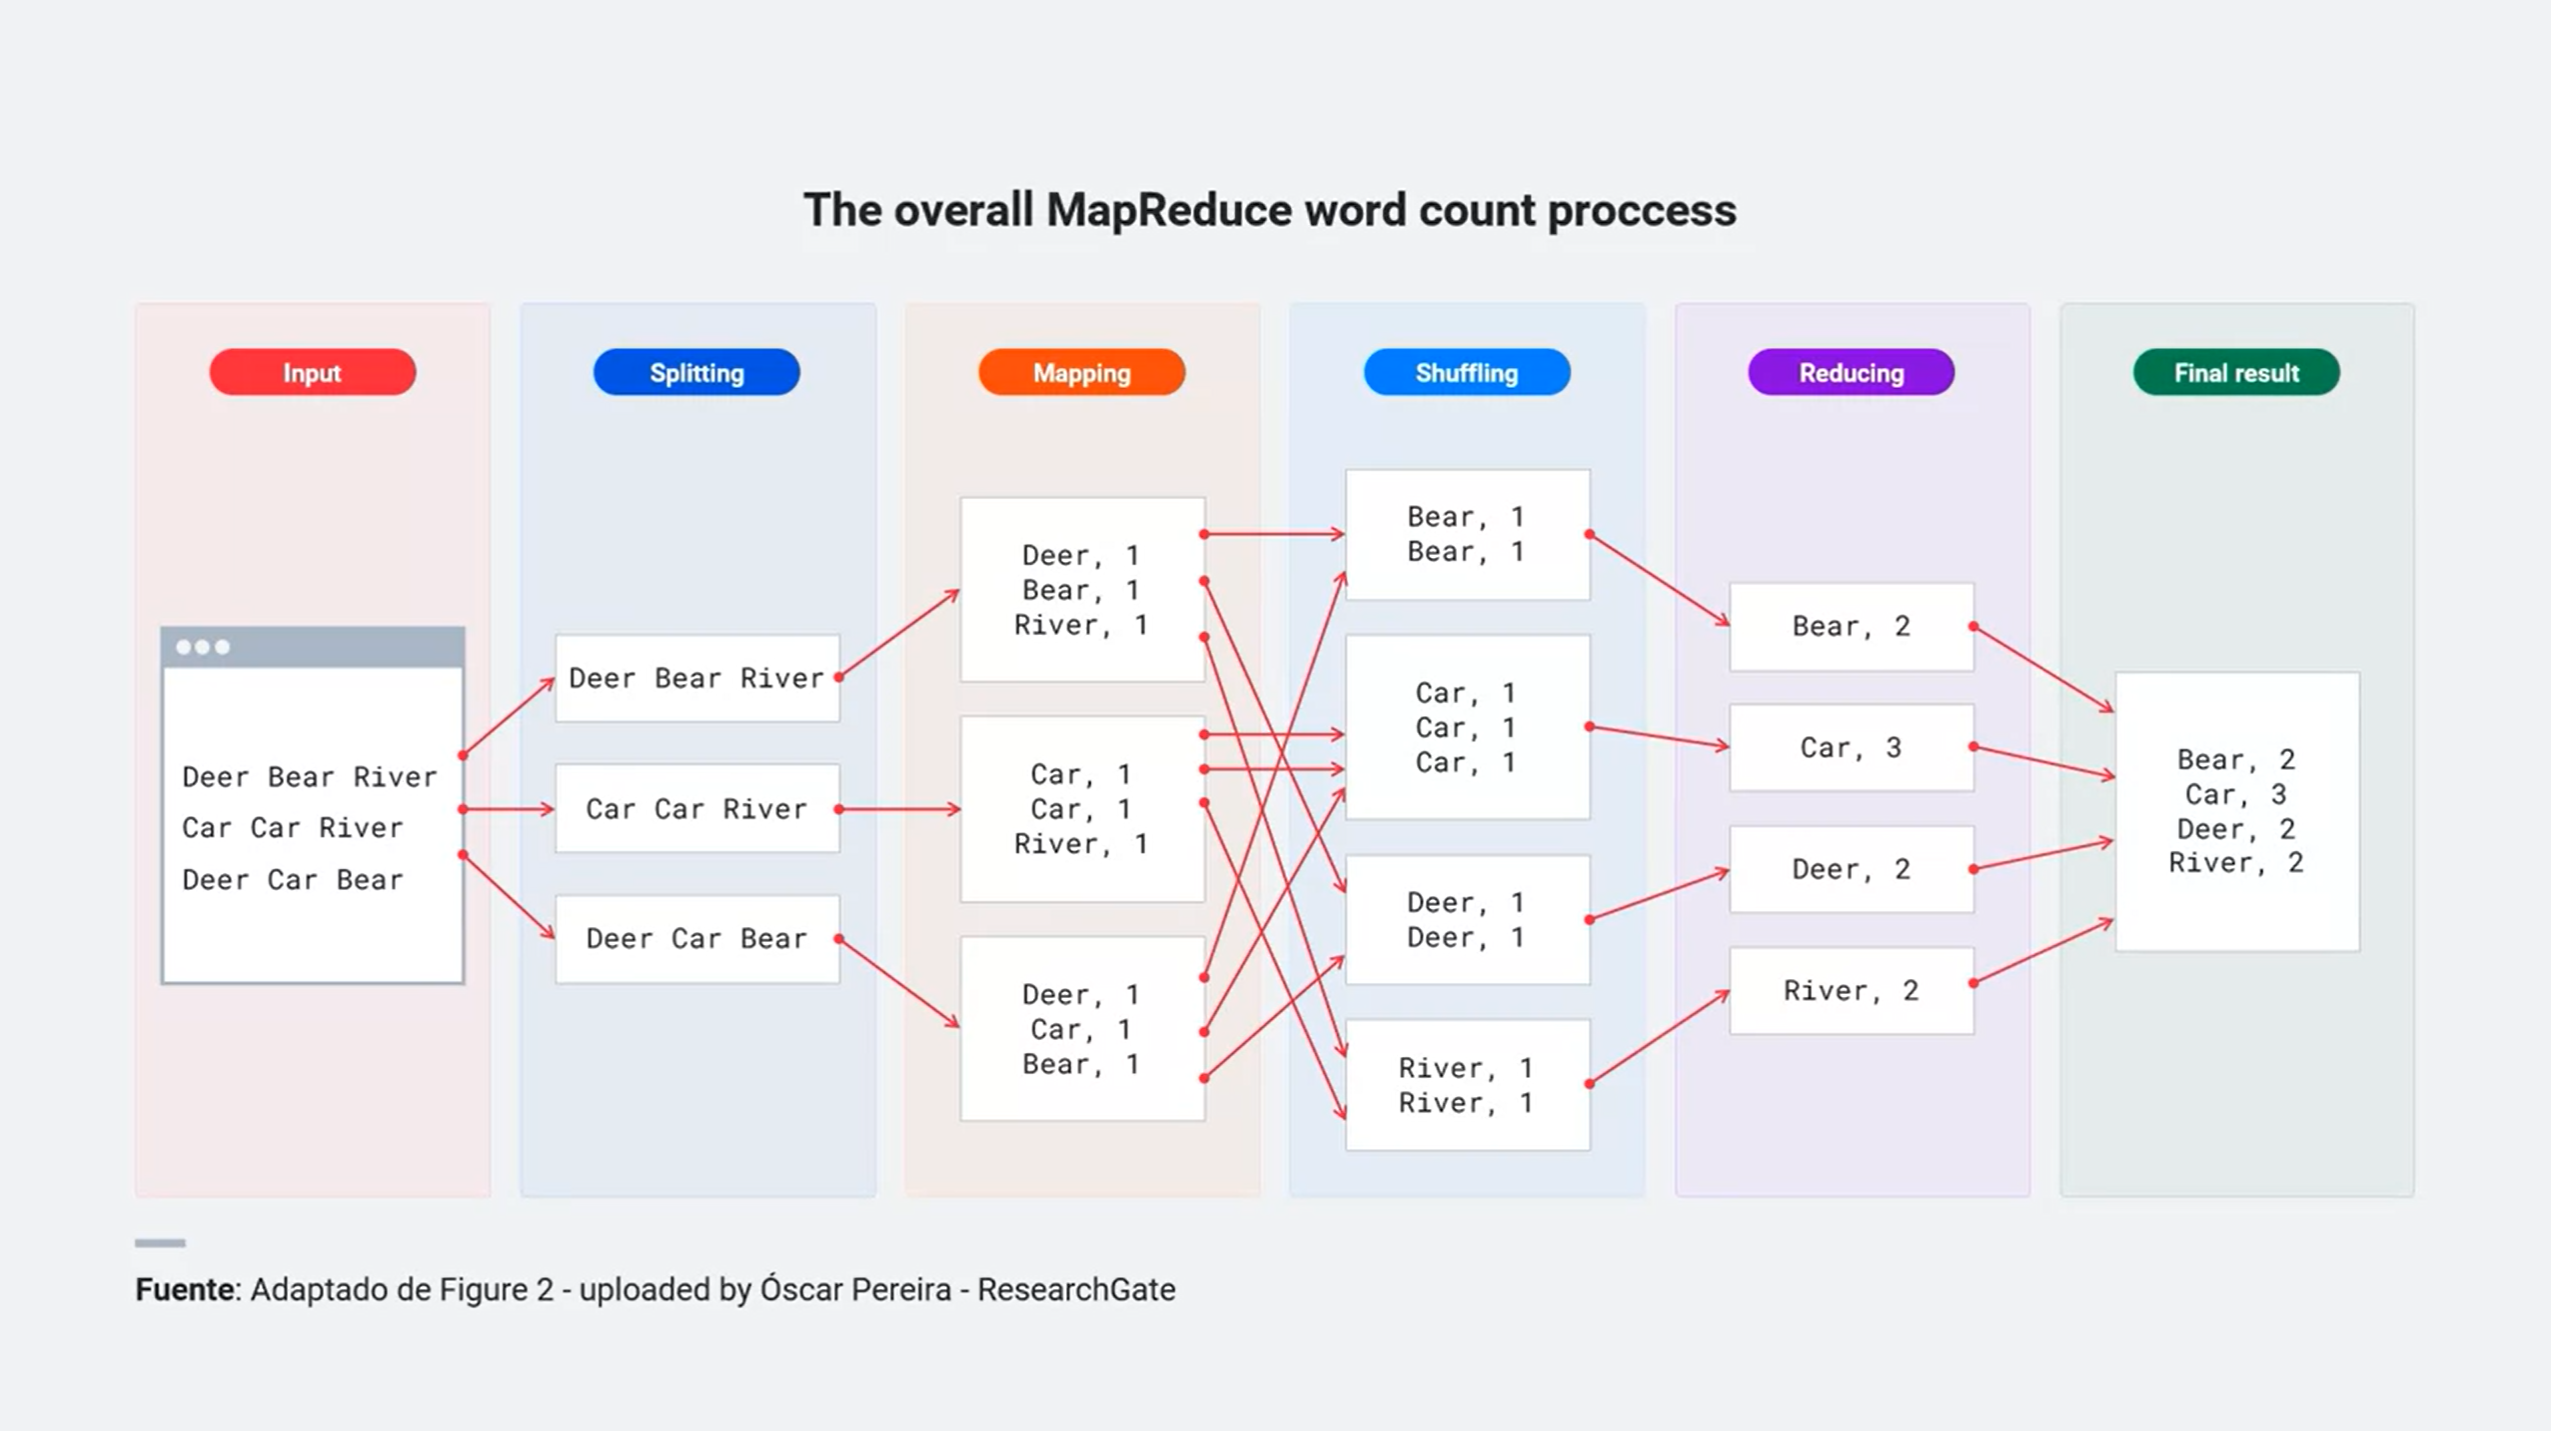 The overall MapReduce word count proccess
Input
Splitting
Mapping
Shuffling
Reducing
Final result
Deer Bear River
Car Car River
Deer Car Bear
Deer Bear River
Car Car River
Deer Car Bear
Deer, 1
Bear, 1
River, 1
Car, 1
Car, 1
River, 1
Deer, 1
Car, 1
Bear, 1
Bear, 1
Bear, 1
Car, 1
Car, 1
Car, 1
Deer, 1
Deer, 1
River, 1
River, 1
Bear, 2
Car, 3
Deer, 2
River, 2
Bear, 2
Car, 3
Deer, 2
River, 2
Fuente: Adaptado de Figure 2 - uploaded by Óscar Pereira - ResearchGate